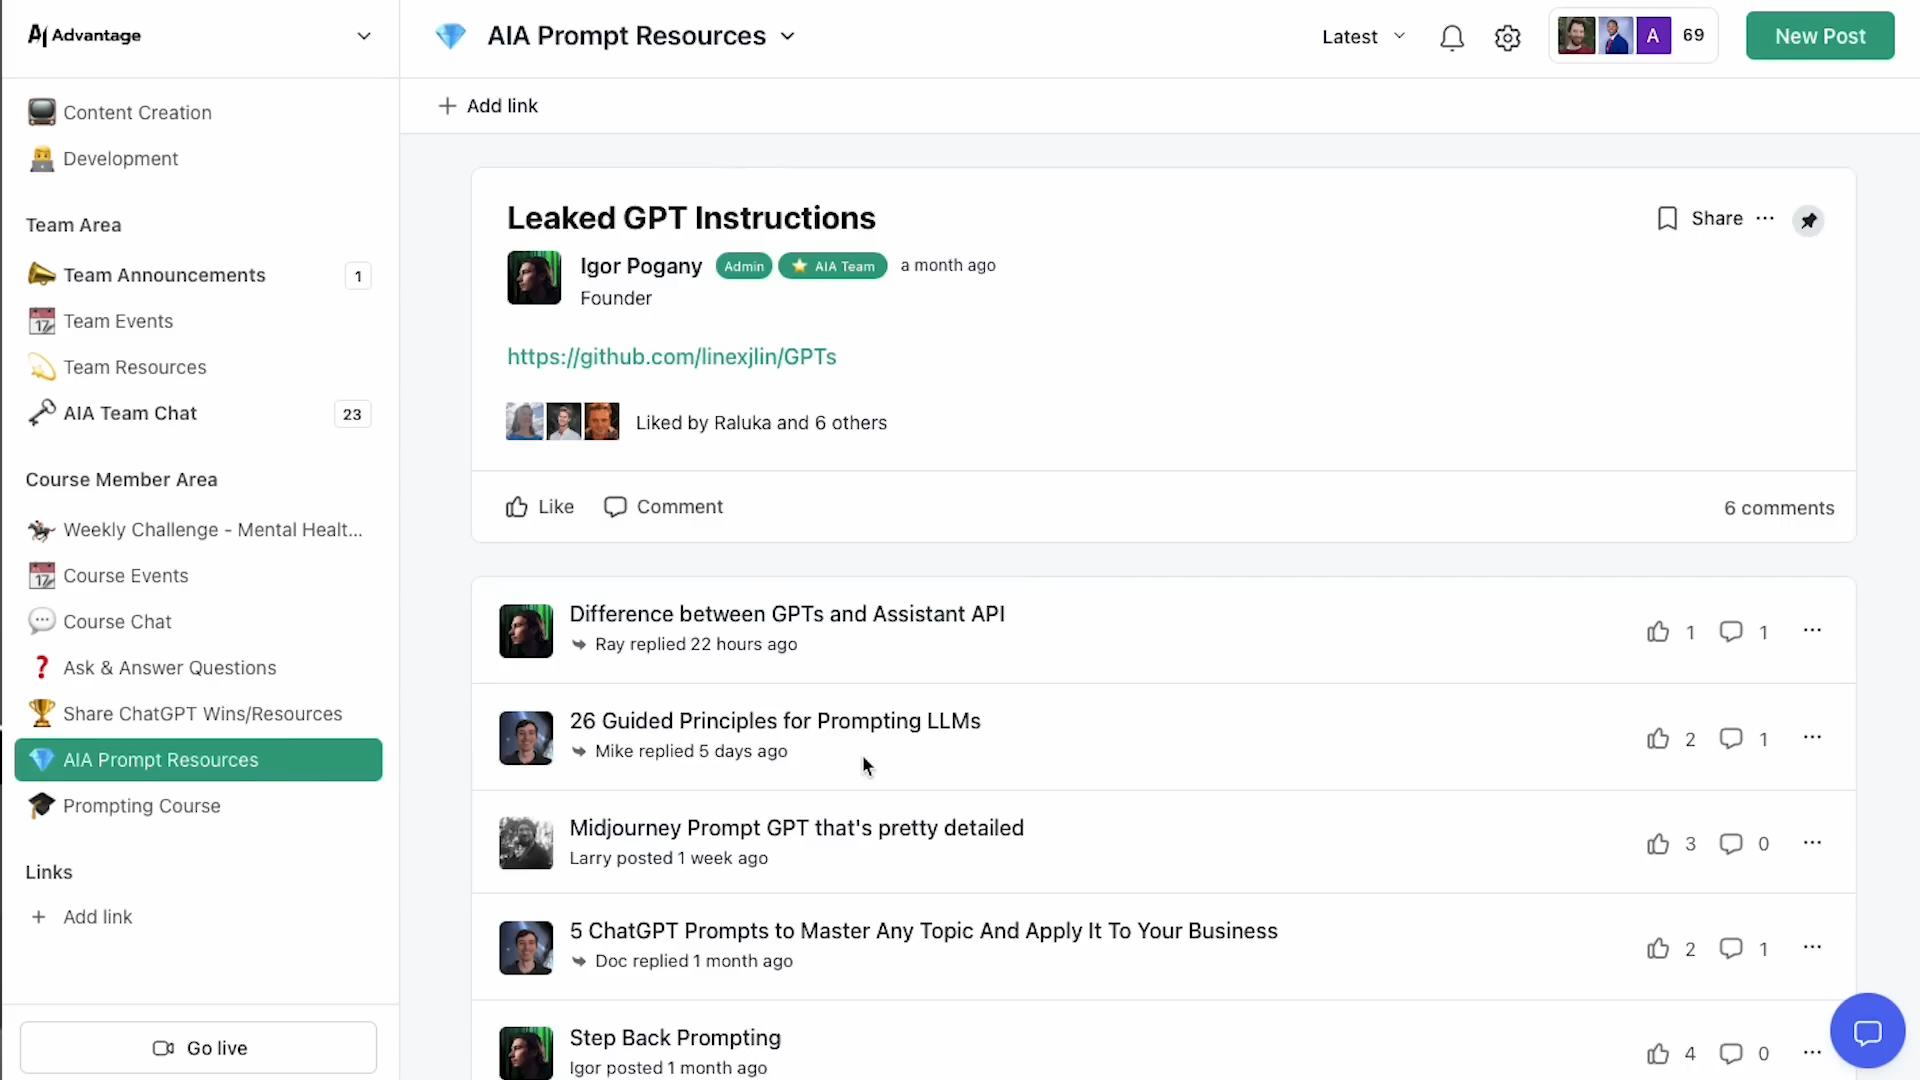 Advantage
Content Creation
Development
Team Area
Team Announcements
1
Team Events
Team Resources
AIA Team Chat
23
Course Member Area
Weekly Challenge - Mental Healt...
Course Events
Course Chat
Ask & Answer Questions
Share ChatGPT Wins/Resources
AIA Prompt Resources
Prompting Course
Links
+ Add link
Go live
AIA Prompt Resources
Latest
A
69
New Post
+ Add link
Leaked GPT Instructions
Share ...
Igor Pogany
Admin
AIA Team
a month ago
Founder
https://github.com/linexjlin/GPTs
Liked by Raluka and 6 others
Like
Comment
6 comments
Difference between GPTs and Assistant API
Ray replied 22 hours ago
1
1
26 Guided Principles for Prompting LLMs
Mike replied 5 days ago
2
1
Midjourney Prompt GPT that's pretty detailed
Larry posted 1 week ago
3
0
5 ChatGPT Prompts to Master Any Topic And Apply It To Your Business
Doc replied 1 month ago
2
1
Step Back Prompting
Igor posted 1 month ago
4
0